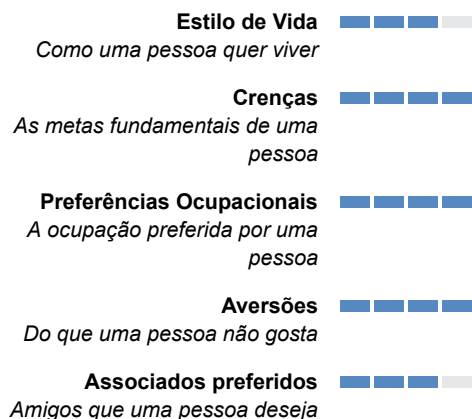 Estilo de Vida
Como uma pessoa quer viver
Crenças
As metas fundamentais de uma
pessoa
Preferências Ocupacionais
A ocupação preferida por uma
pessoa
Aversões
Do que uma pessoa não gosta
Associados preferidos
Amigos que uma pessoa deseja